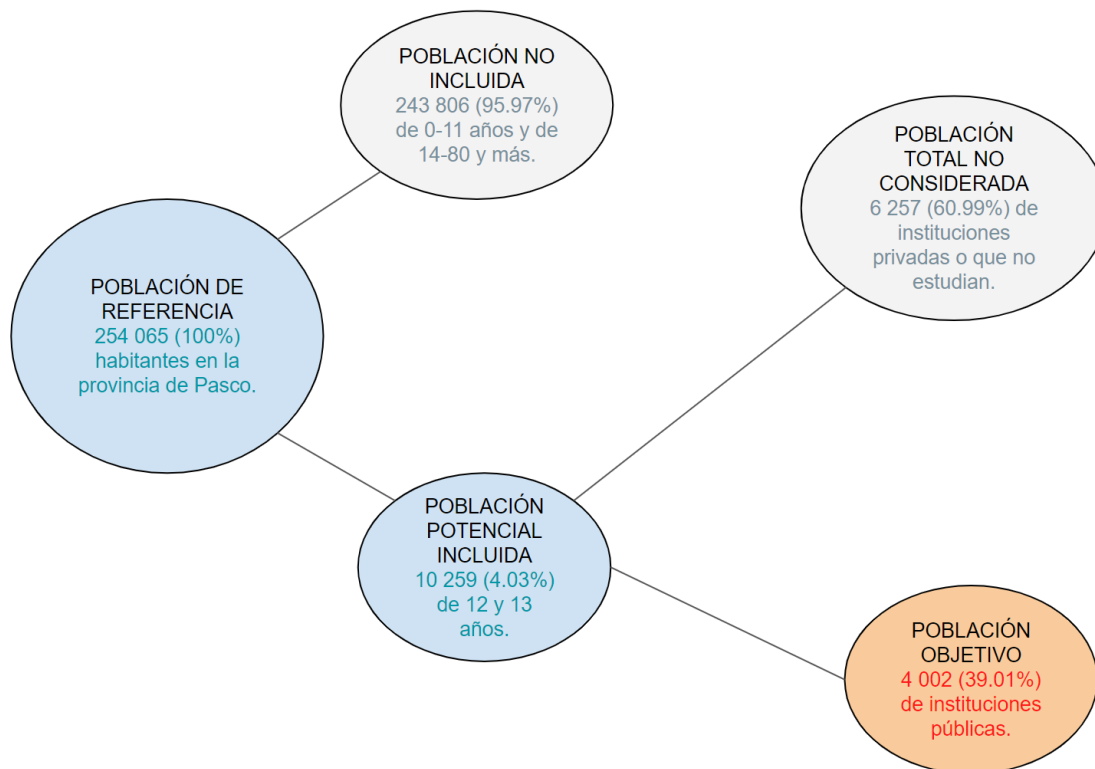 POBLACIÓN NO
INCLUIDA
243 806 (95.97%)
de 0-11 años y de
14-80 y más.
POBLACIÓN
TOTAL NO
CONSIDERADA
6 257 (60.99%) de
instituciones
privadas o que no
estudian.
POBLACIÓN DE
REFERENCIA
254 065 (100%)
habitantes en la
provincia de Pasco.
POBLACIÓN
POTENCIAL
INCLUIDA
10 259 (4.03%)
de 12 y 13
años.
POBLACIÓN
OBJETIVO
4 002 (39.01%)
de instituciones
públicas.